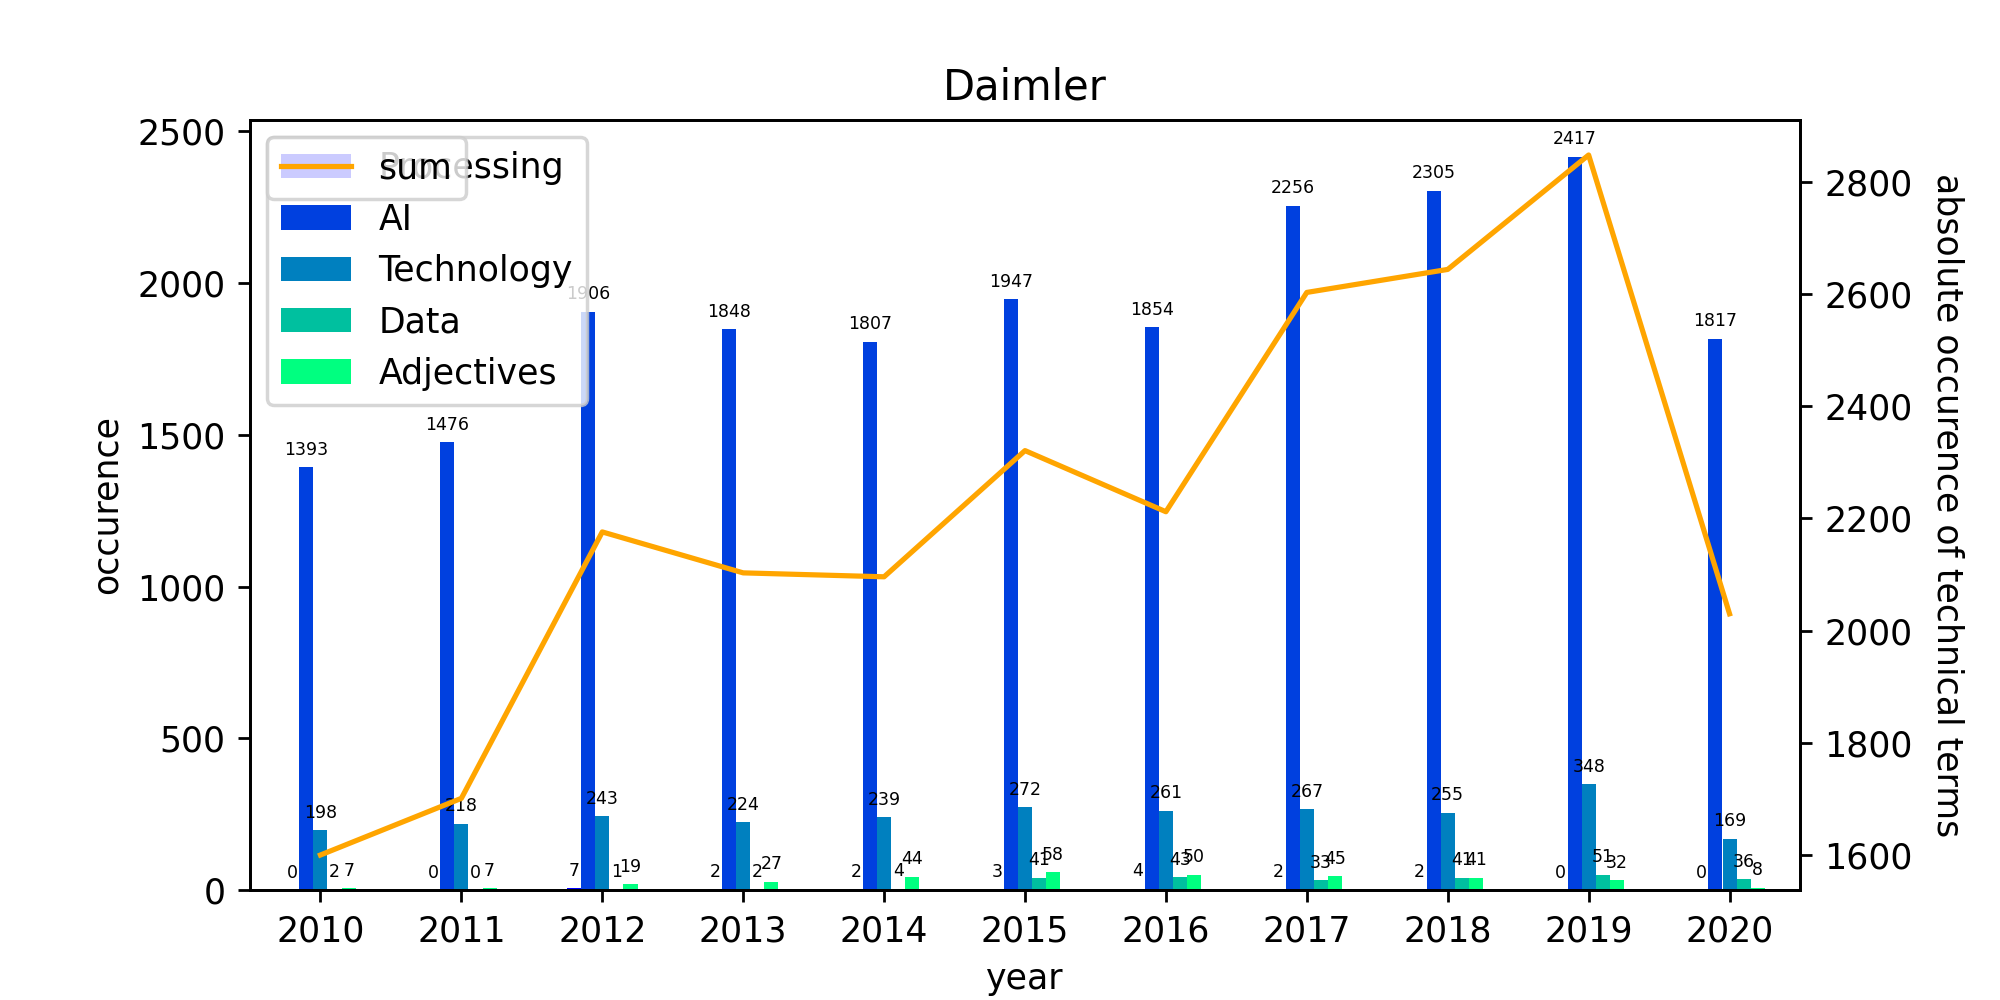 Daimler
occurence
2500
2000
1500
1000
500
0
sum
Processing
AI
Technology
Data
Adjectives
1393 1476 1906 1848 1807 1947 1854 2256 2305 2417 1817
198 218 243 224 239 272 261 267 255 348 169
0 0 7 2 2 3 4 2 2 0 0
2 0 1 2 4 41 43 33 41 51 36
7 7 19 27 44 58 50 45 41 32 8
2010 2011 2012 2013 2014 2015 2016 2017 2018 2019 2020
year
2800
2600
2400
2200
2000
1800
1600
absolute occurence of technical terms